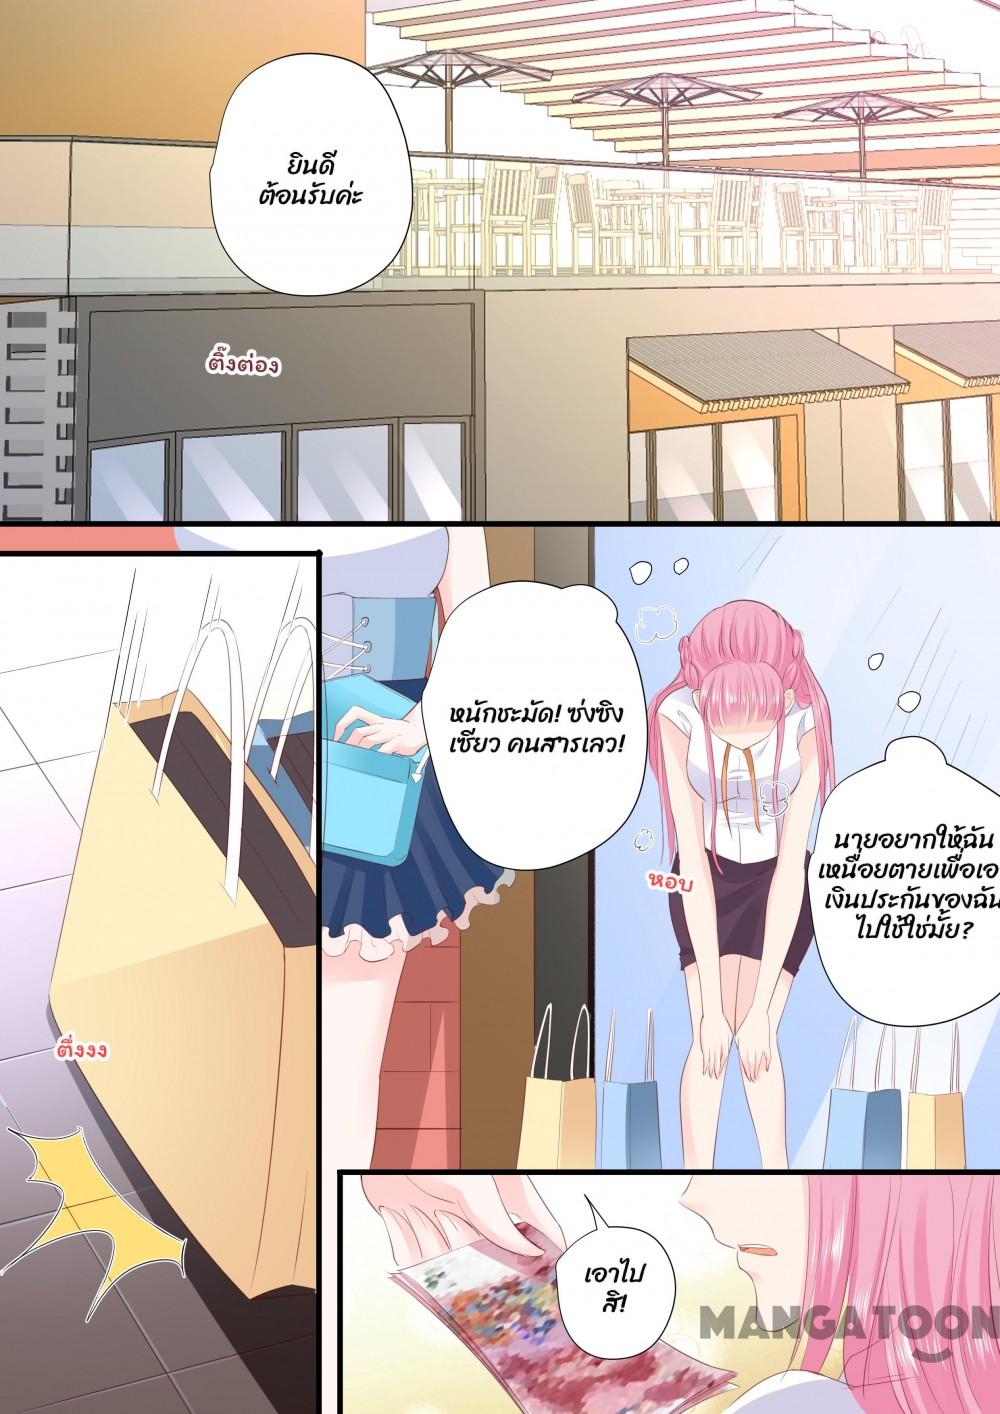 ยินดี
ต้อนรับค่ะ
ติ๊งต่อง
หนักชะมัด! ซ่งซิง
เซียว คนสารเลว!
นายอยากให้ฉัน
เหนื่อยตายเพื่อเอา
เงินประกันของฉัน
ไปใช้ใช่มั้ย?
หอบ
ตึ่งงง
เอาไป
สิ!
MANGATOON